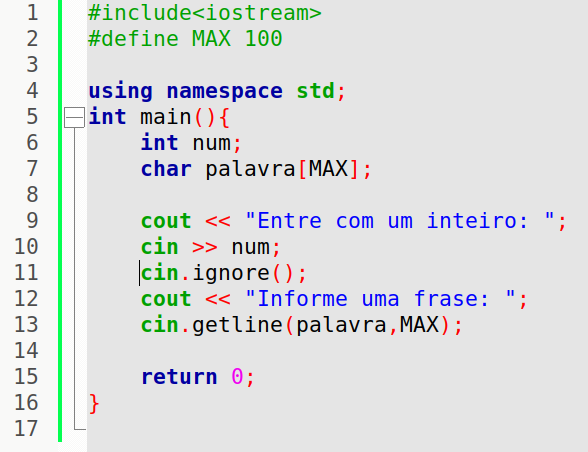 1 #include<iostream>
2 #define MAX 100
3
4 using namespace std;
5 int main(){
6     int num;
7     char palavra[MAX];
8
9     cout << "Entre com um inteiro: ";
10     cin >> num;
11     cin.ignore();
12     cout << "Informe uma frase: ";
13     cin.getline(palavra,MAX);
14
15     return 0;
16 }
17